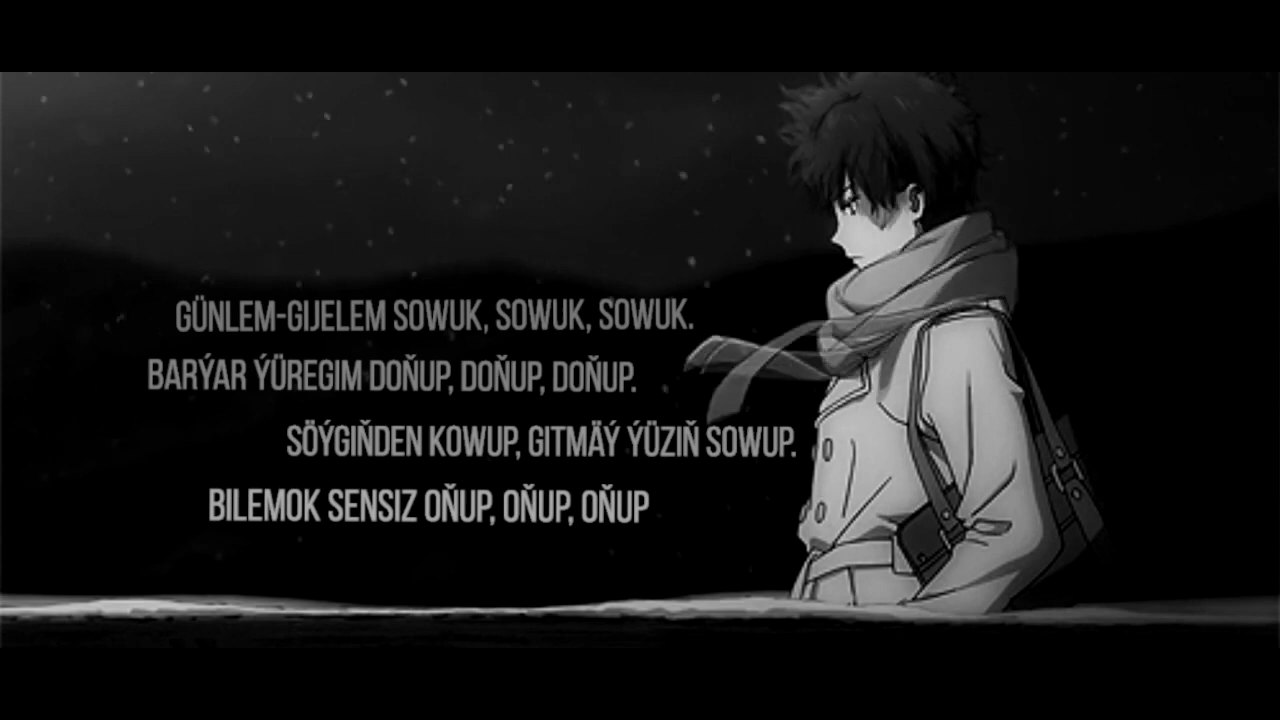 GÜNLEM-GIJELEM SOWUK, SOWUK, SOWUK.
BARÝAR ÝÜREGIM DOŇUP, DOŇUP, DOŇUP.
SÖÝGIŇDEN KOWUP, GITMÄÝ ÝÜZIŇ SOWUP.
BILEMOK SENSIZ OŇUP, OŇUP, OŇUP